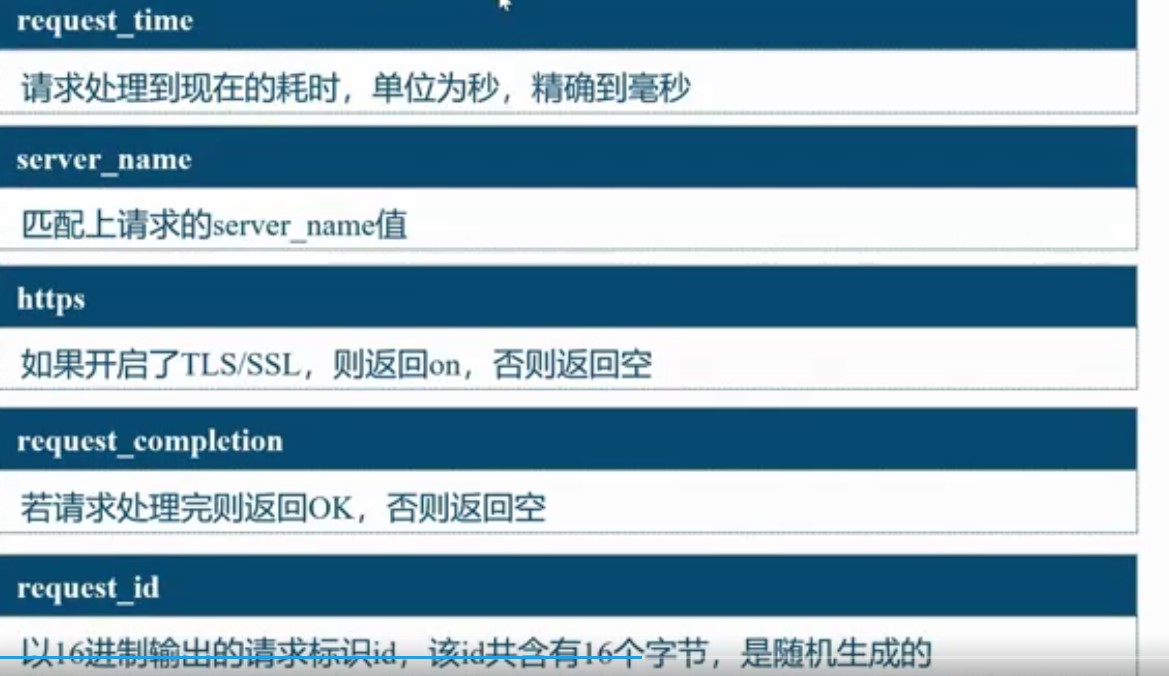 request_time
请求处理到现在的耗时，单位为秒，精确到毫秒
server_name
匹配上请求的server_name值
https
如果开启了TLS/SSL，则返回on，否则返回空
request_completion
若请求处理完则返回OK，否则返回空
request_id
以16进制输出的请求标识id，该id共含有16个字节，是随机生成的